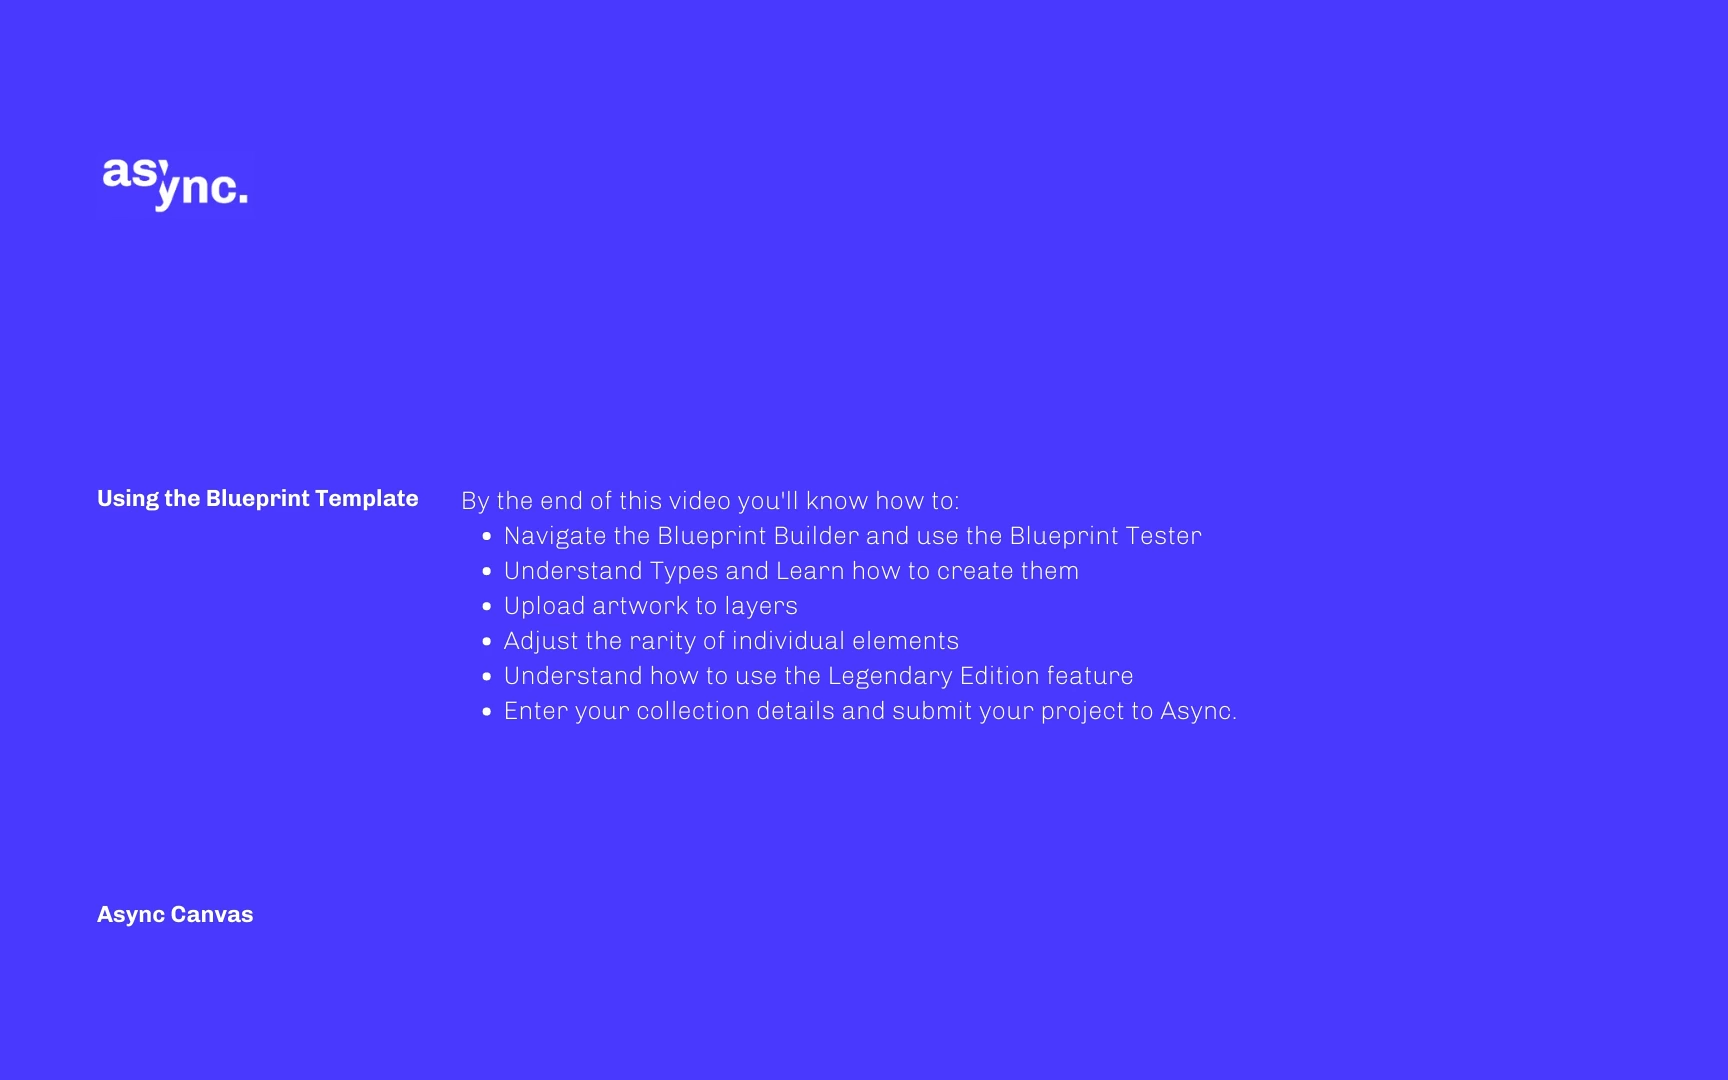 async.
Using the Blueprint Template
By the end of this video you'll know how to:
• Navigate the Blueprint Builder and use the Blueprint Tester
• Understand Types and Learn how to create them
• Upload artwork to layers
• Adjust the rarity of individual elements
• Understand how to use the Legendary Edition feature
• Enter your collection details and submit your project to Async.
Async Canvas